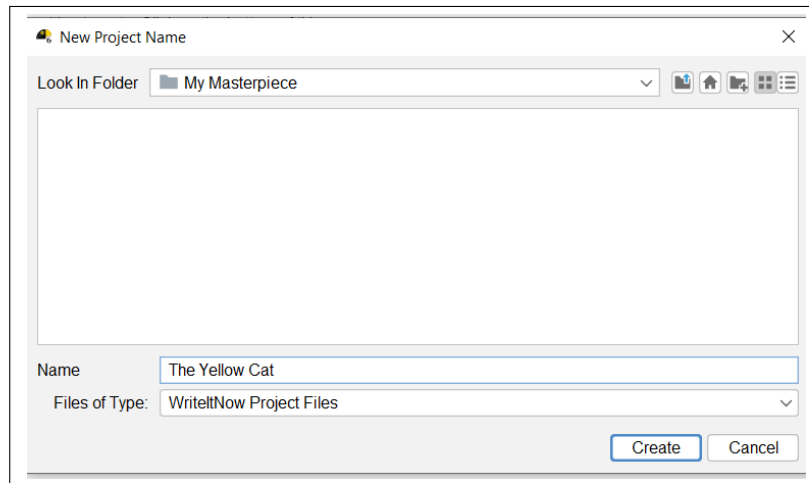 New Project Name
Look In Folder My Masterpiece
Name The Yellow Cat
Files of Type: WriteItNow Project Files
Create Cancel